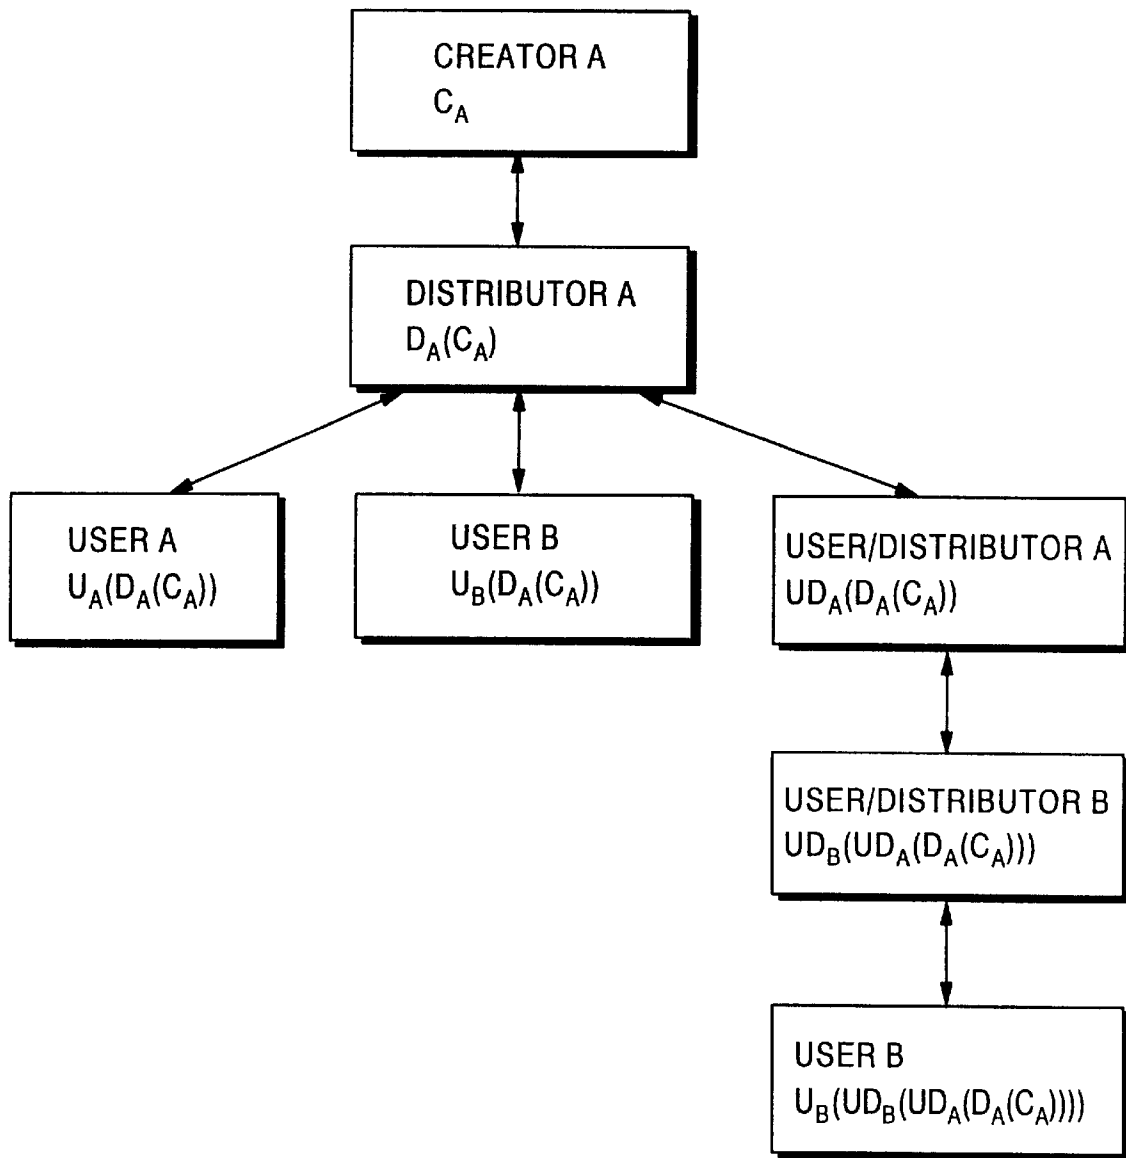 CREATOR A
C_A
DISTRIBUTOR A
D_A(C_A)
USER A
U_A(D_A(C_A))
USER B
U_B(D_A(C_A))
USER/DISTRIBUTOR A
UD_A(D_A(C_A))
USER/DISTRIBUTOR B
UD_B(UD_A(D_A(C_A)))
USER B
U_B(UD_B(UD_A(D_A(C_A))))